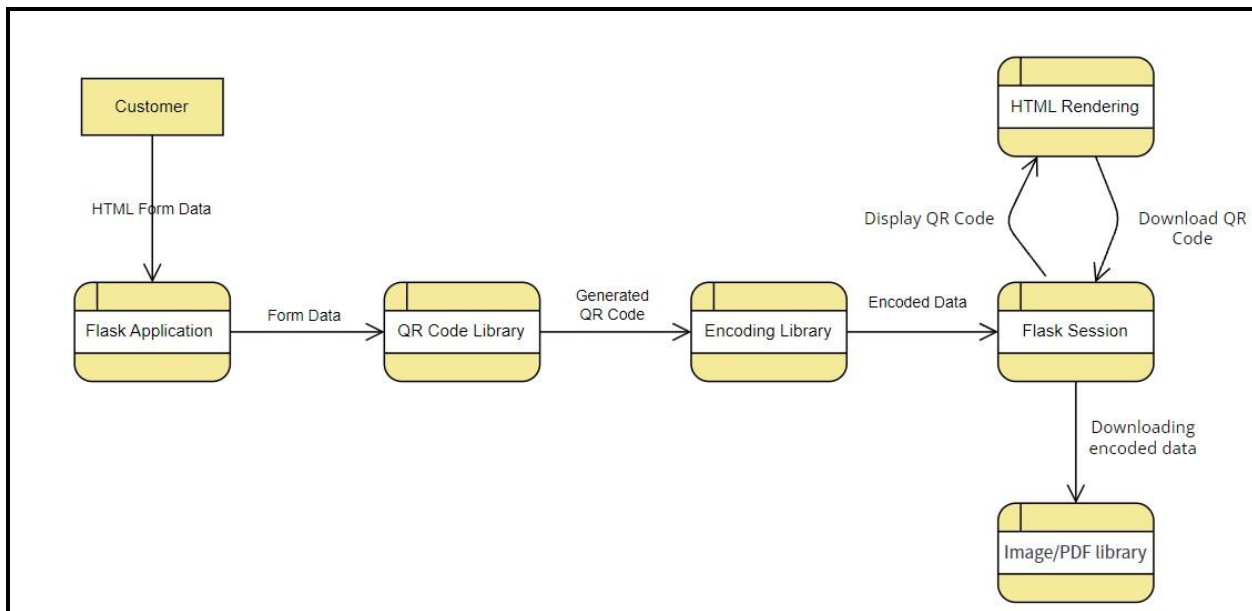 Customer
HTML Rendering
HTML Form Data
Display QR Code
Download QR
Code
Flask Application
Form Data
QR Code Library
Generated
QR Code
Encoding Library
Encoded Data
Flask Session
Downloading
encoded data
Image/PDF library